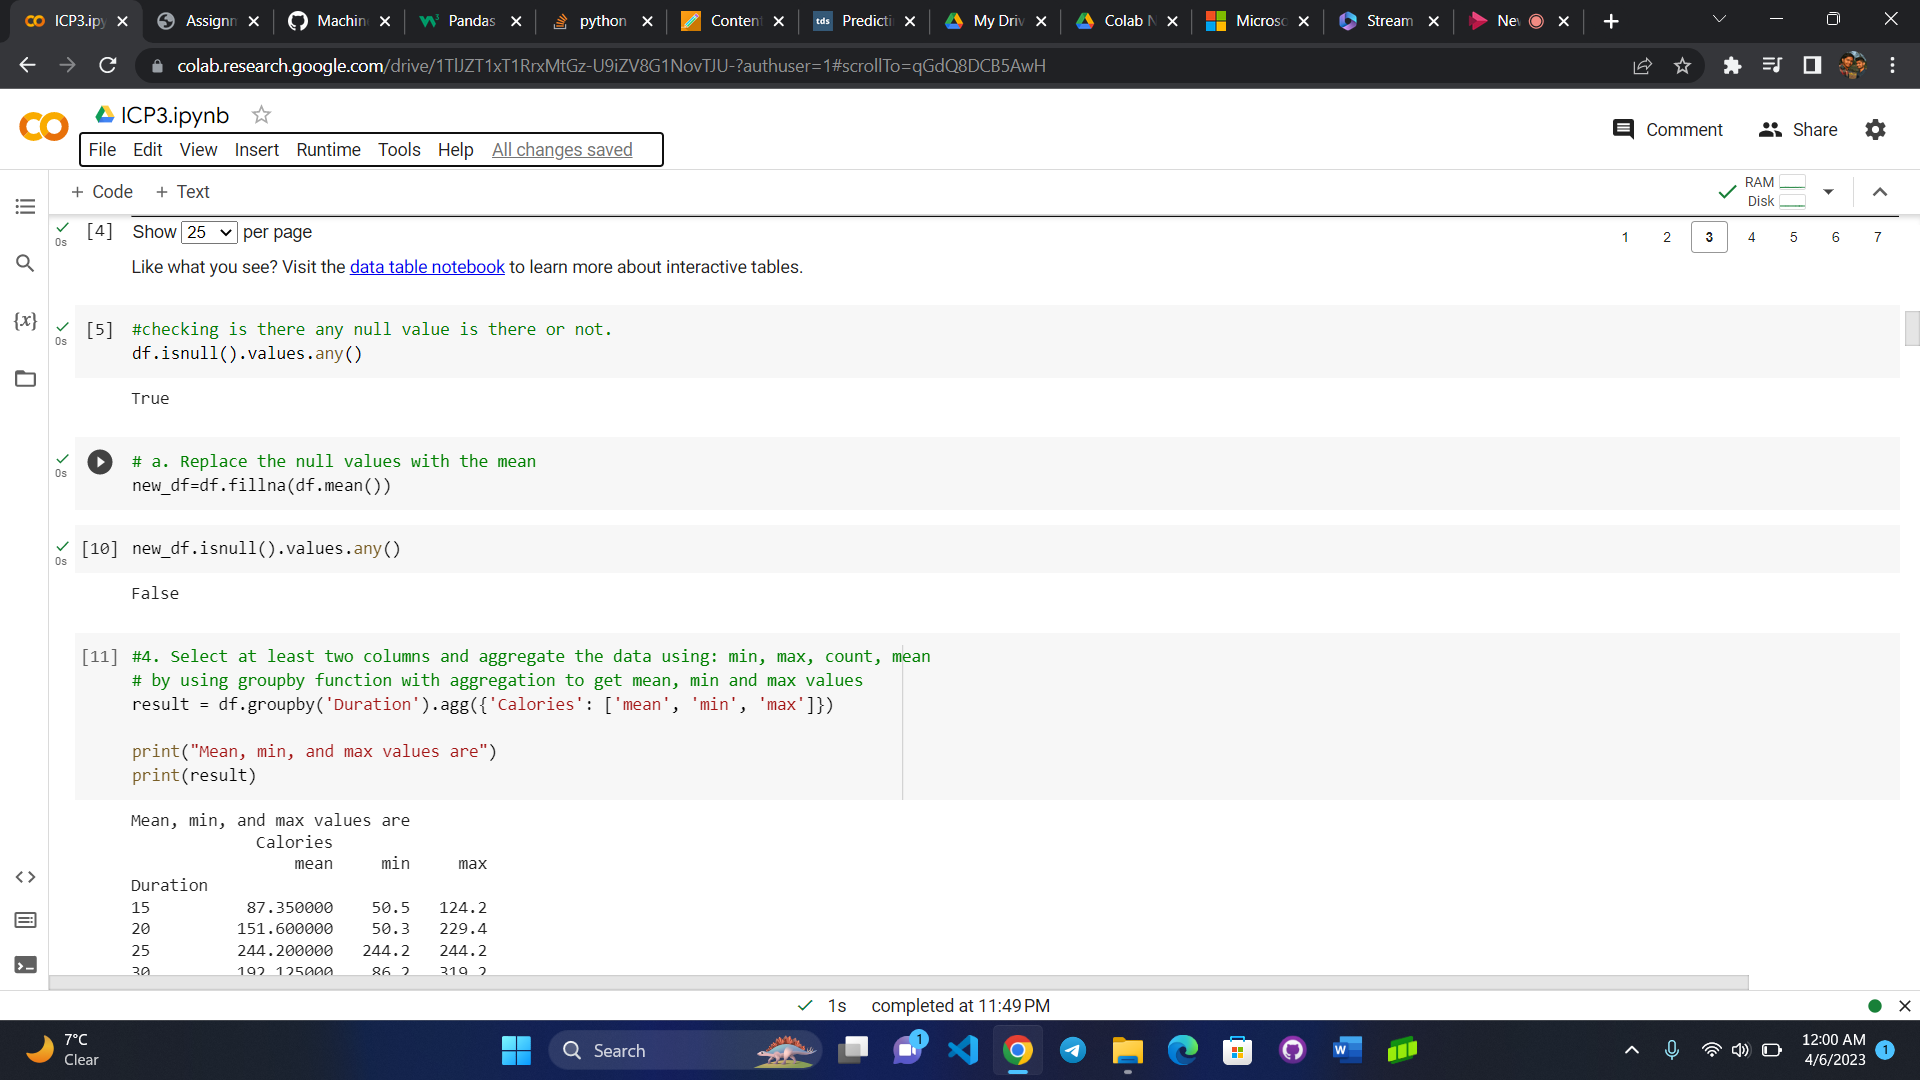 ICP3.ipy
Assignn
Machin
Pandas
python
Content
Predicti
My Driv
Colab N
Microso
Stream
Nev
colab.research.google.com/drive/1TlJZT1xT1RrxMtGz-U9iZV8G1NovTJU-?authuser=1#scrollTo=qGdQ8DCB5AwH
ICP3.ipynb
File Edit View Insert Runtime Tools Help All changes saved
Comment Share
+ Code + Text
RAM
Disk
[4] Show 25 per page
0s
1 2 3 4 5 6 7
Like what you see? Visit the data table notebook to learn more about interactive tables.
[5] #checking is there any null value is there or not.
0s
df.isnull().values.any()
True
# a. Replace the null values with the mean
0s
new_df=df.fillna(df.mean())
[10] new_df.isnull().values.any()
0s
False
[11] #4. Select at least two columns and aggregate the data using: min, max, count, mean
# by using groupby function with aggregation to get mean, min and max values
result = df.groupby('Duration').agg({'Calories': ['mean', 'min', 'max']})
print("Mean, min, and max values are")
print(result)
Mean, min, and max values are
Calories
mean min max
Duration
15 87.350000 50.5 124.2
20 151.600000 50.3 229.4
25 244.200000 244.2 244.2
30 192.125000 86.2 319.2
1s completed at 11:49 PM
7°C
Clear
Search
1
12:00 AM
4/6/2023
1